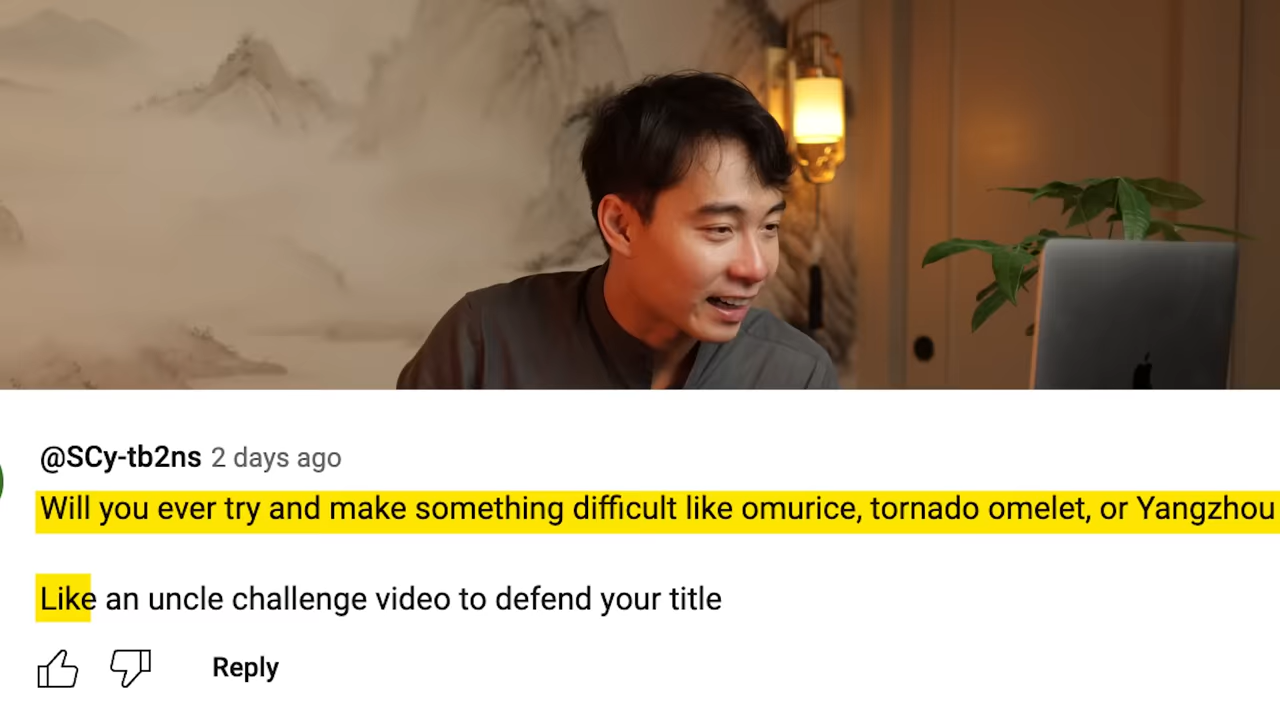 @SCy-tb2ns 2 days ago
Will you ever try and make something difficult like omurice, tornado omelet, or Yangzhou
Like an uncle challenge video to defend your title
Reply